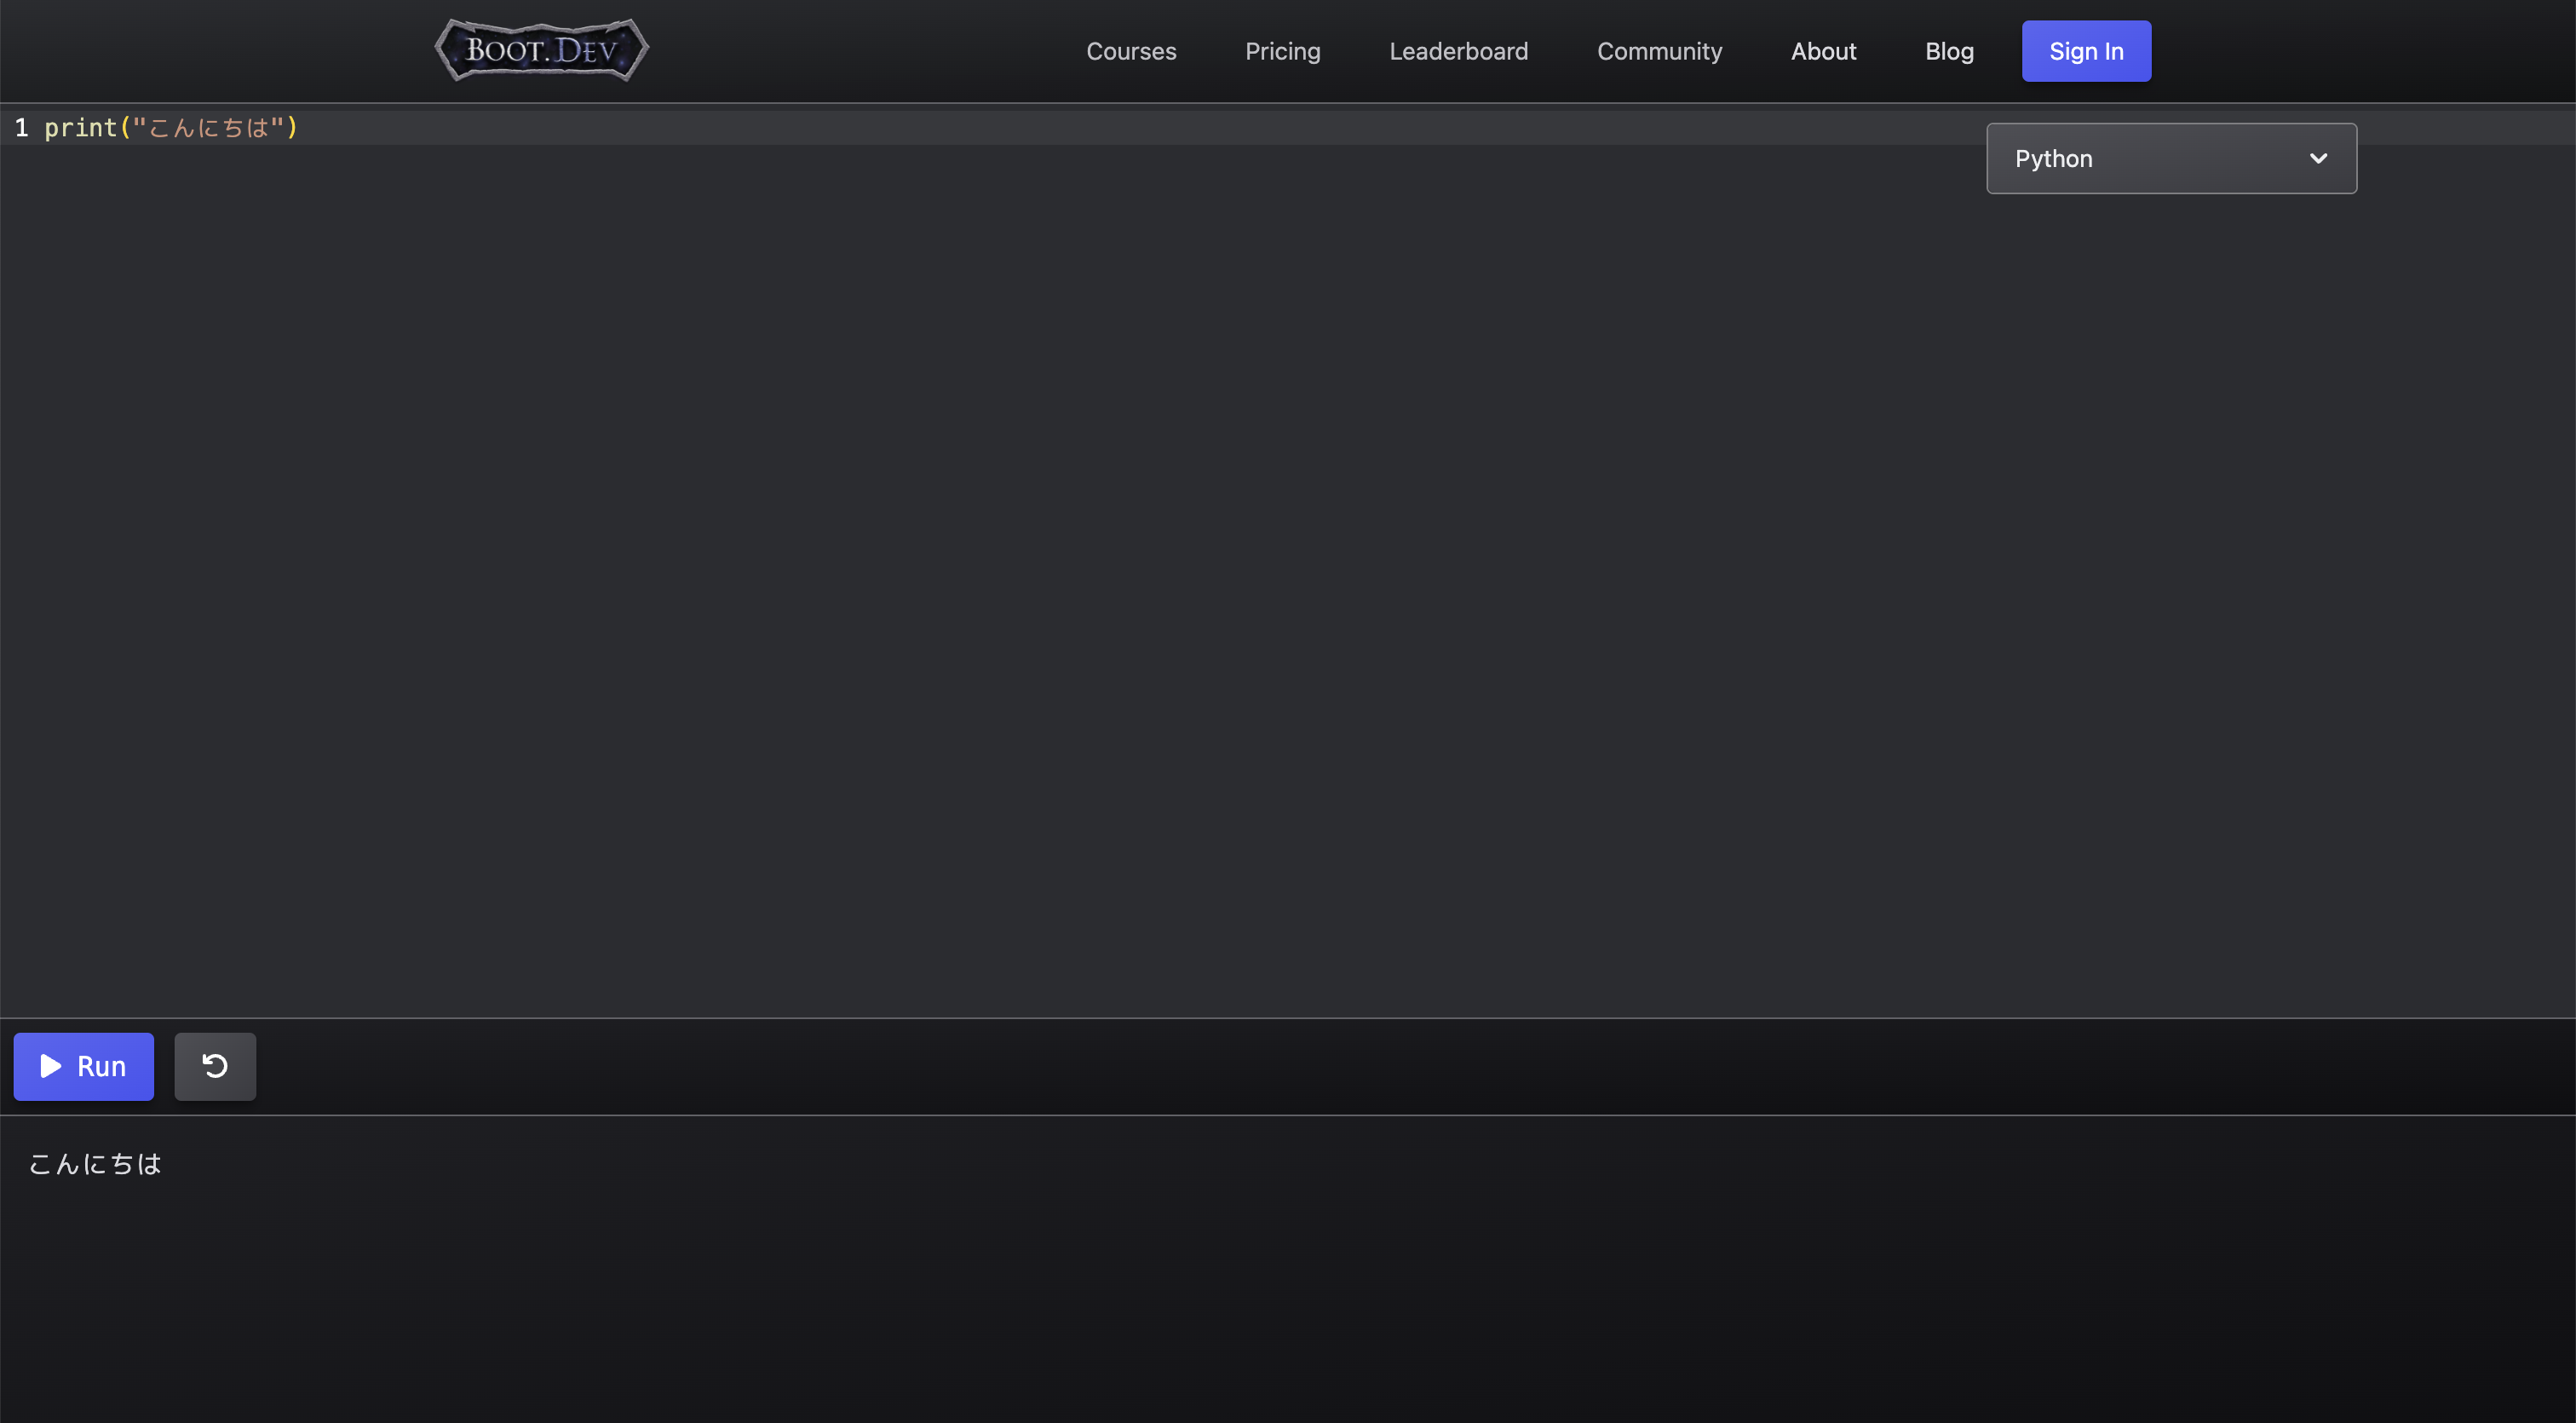 BOOT.DEV
Courses Pricing Leaderboard Community About Blog Sign In
1 print("こんにちは")
Python
Run
こんにちは